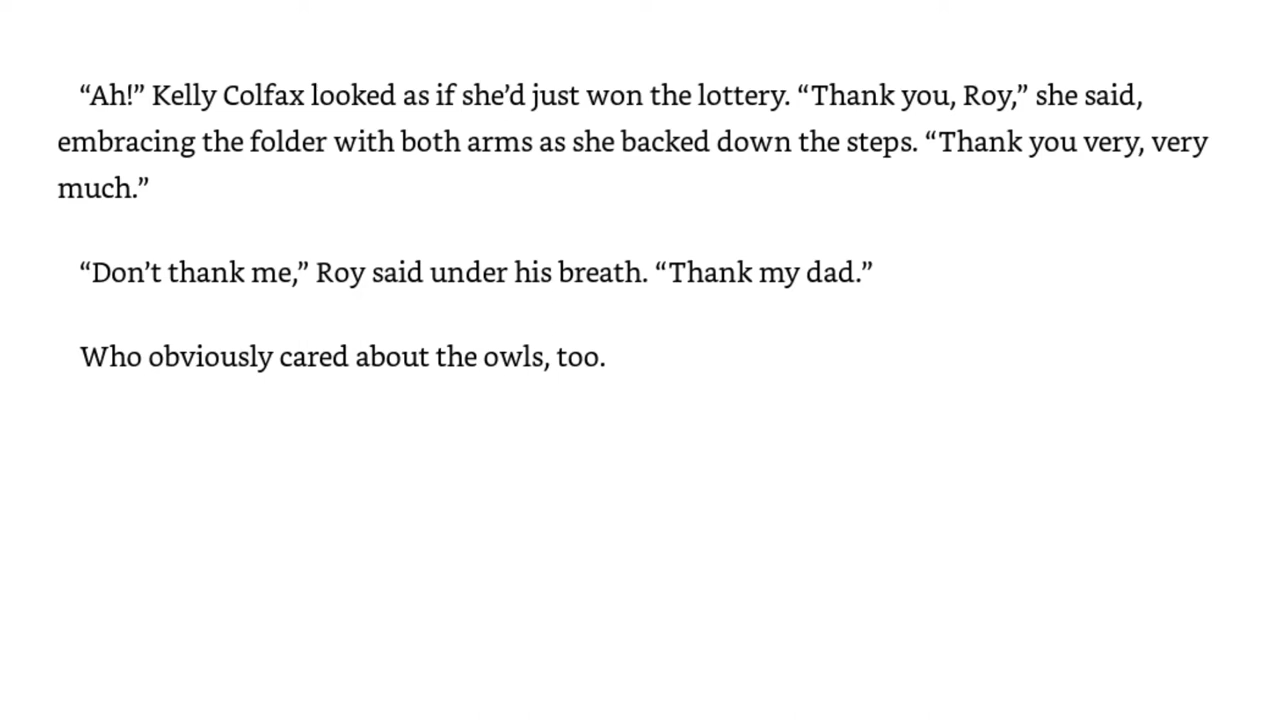 “Ah!” Kelly Colfax looked as if she’d just won the lottery. “Thank you, Roy,” she said,
embracing the folder with both arms as she backed down the steps. “Thank you very, very
much.”
“Don’t thank me,” Roy said under his breath. “Thank my dad.”
Who obviously cared about the owls, too.